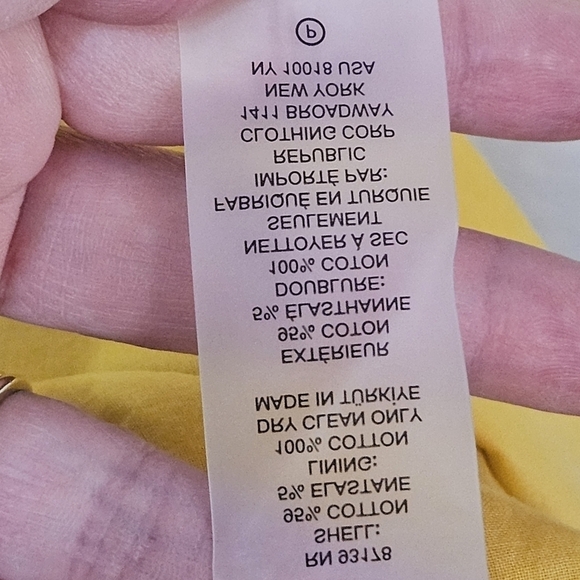 RN 93178
SHELL:
95% COTTON
5% ELASTANE
LINING:
100% COTTON
DRY CLEAN ONLY
MADE IN TÜRKİYE
EXTÉRIEUR
95% COTON
5% ÉLASTHANNE
DOUBLURE:
100% COTON
NETTOYER À SEC
SEULEMENT
FABRIQUÉ EN TURQUIE
IMPORTÉ PAR:
REPUBLIC
CLOTHING CORP
1411 BROADWAY
NEW YORK
NY 10018 USA
P